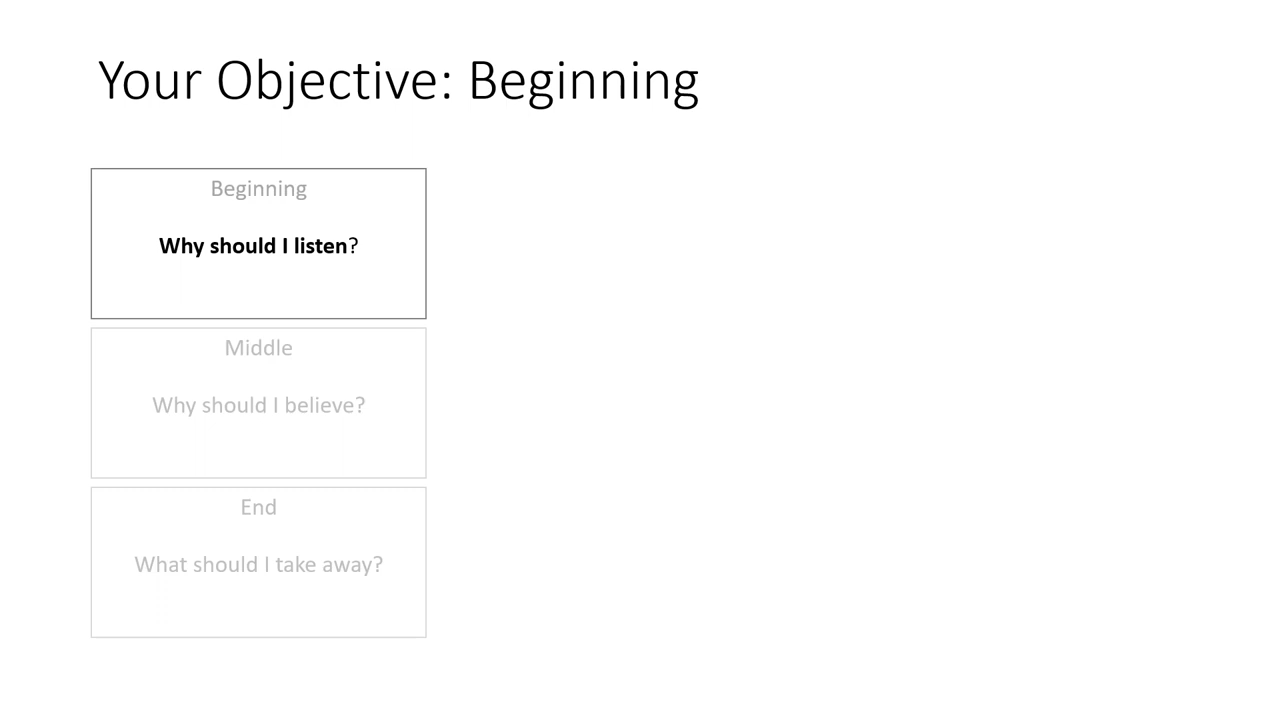 Your Objective: Beginning
Beginning
Why should I listen?
Middle
Why should I believe?
End
What should I take away?